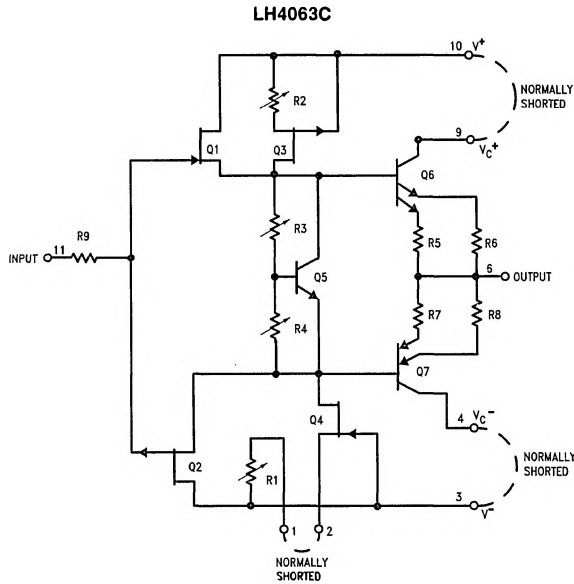 LH4063C
10 V+
NORMALLY
SHORTED
R2
Q1
Q3
9
VC+
Q6
R9
11
INPUT
R3
R5
R6
6
OUTPUT
Q5
R4
R7
R8
Q7
Q4
4 VC-
Q2
R1
NORMALLY
SHORTED
3
V-
1
2
NORMALLY
SHORTED